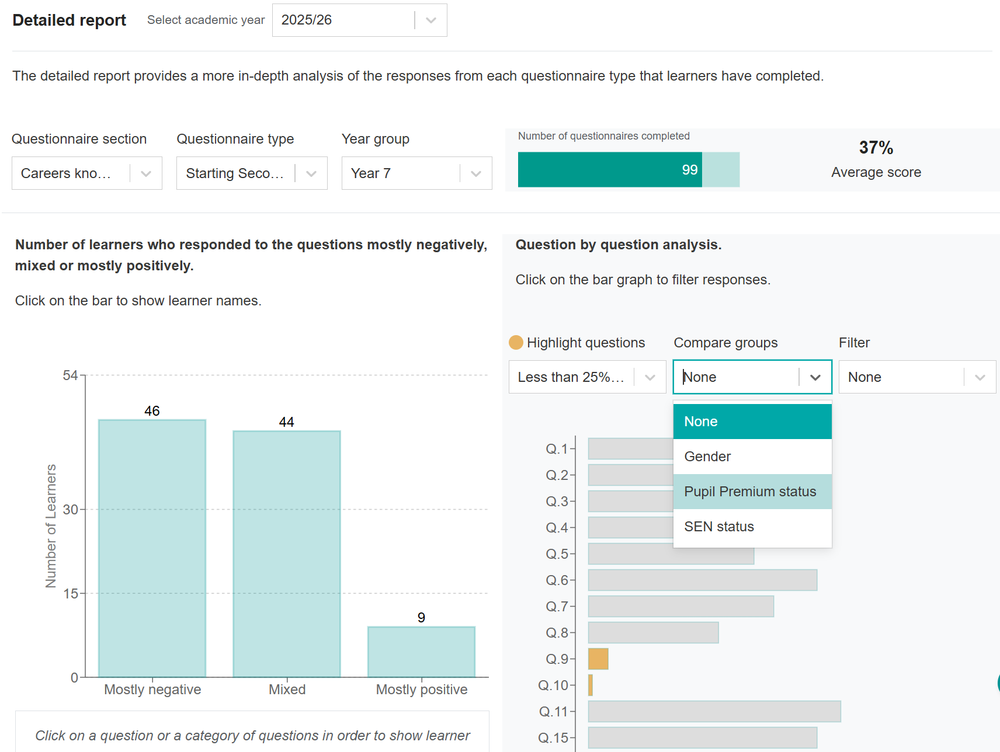 Detailed report
Select academic year
2025/26
The detailed report provides a more in-depth analysis of the responses from each questionnaire type that learners have completed.
Questionnaire section
Questionnaire type
Year group
Careers kno...
Starting Seco...
Year 7
Number of questionnaires completed
99
37%
Average score
Number of learners who responded to the questions mostly negatively,
mixed or mostly positively.
Click on the bar to show learner names.
Number of Learners
54
30
15
0
46
44
9
Mostly negative
Mixed
Mostly positive
Click on a question or a category of questions in order to show learner
Question by question analysis.
Click on the bar graph to filter responses.
Highlight questions
Compare groups
Filter
Less than 25%...
None
None
None
Gender
Pupil Premium status
SEN status
Q.1
Q.2
Q.3
Q.4
Q.5
Q.6
Q.7
Q.8
Q.9
Q.10
Q.11
Q.15